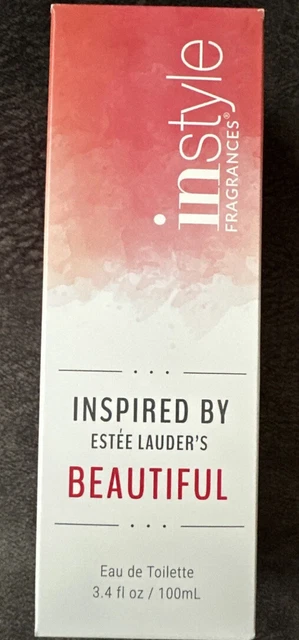 instyle
FRAGRANCES®
INSPIRED BY
ESTÉE LAUDER'S
BEAUTIFUL
Eau de Toilette
3.4 fl oz / 100mL